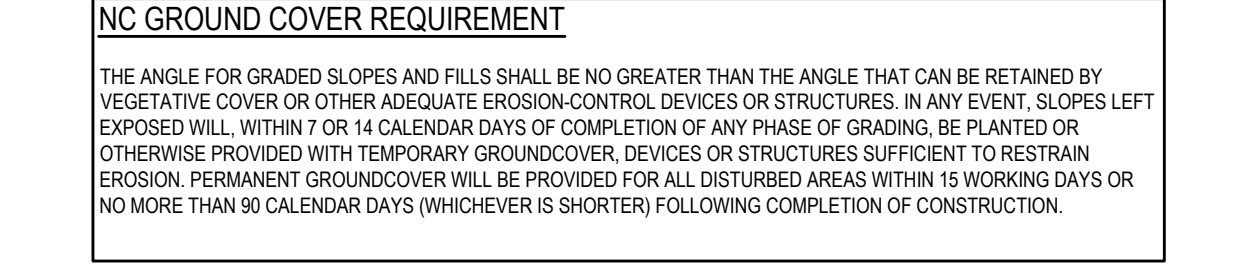 NC GROUND COVER REQUIREMENT
THE ANGLE FOR GRADED SLOPES AND FILLS SHALL BE NO GREATER THAN THE ANGLE THAT CAN BE RETAINED BY
VEGETATIVE COVER OR OTHER ADEQUATE EROSION-CONTROL DEVICES OR STRUCTURES. IN ANY EVENT, SLOPES LEFT
EXPOSED WILL, WITHIN 7 OR 14 CALENDAR DAYS OF COMPLETION OF ANY PHASE OF GRADING, BE PLANTED OR
OTHERWISE PROVIDED WITH TEMPORARY GROUNDCOVER, DEVICES OR STRUCTURES SUFFICIENT TO RESTRAIN
EROSION. PERMANENT GROUNDCOVER WILL BE PROVIDED FOR ALL DISTURBED AREAS WITHIN 15 WORKING DAYS OR
NO MORE THAN 90 CALENDAR DAYS (WHICHEVER IS SHORTER) FOLLOWING COMPLETION OF CONSTRUCTION.